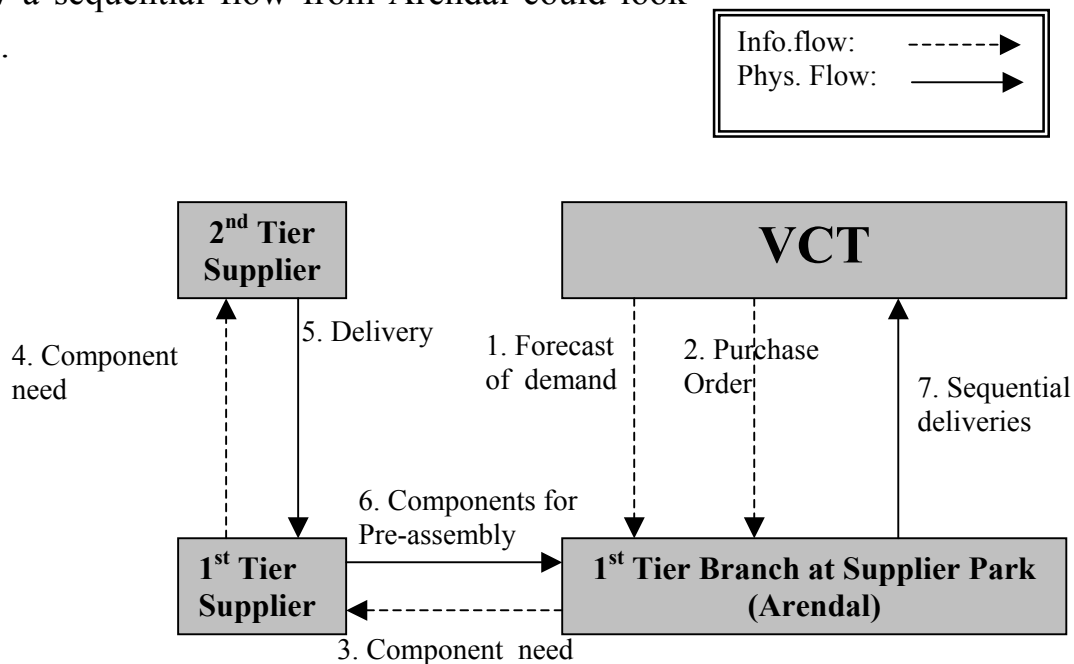 y a sequential flow from Arendal could look
.
Info.flow:
Phys. Flow:
2nd Tier
Supplier
VCT
4. Component
need
5. Delivery
1. Forecast
of demand
2. Purchase
Order
7. Sequential
deliveries
6. Components for
Pre-assembly
1st Tier
Supplier
1st Tier Branch at Supplier Park
(Arendal)
3. Component need